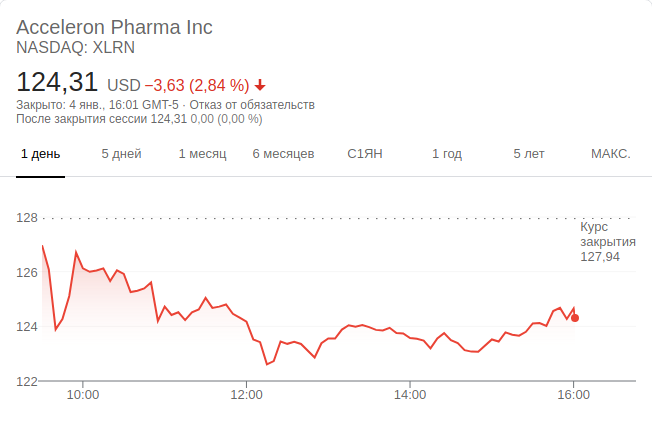 Acceleron Pharma Inc
NASDAQ: XLRN
124,31 USD −3,63 (2,84 %)
Закрыто: 4 янв., 16:01 GMT-5 · Отказ от обязательств
После закрытия сессии 124,31 0,00 (0,00 %)
1 день 5 дней 1 месяц 6 месяцев С1ЯН 1 год 5 лет МАКС.
128
Курс
закрытия
127,94
126
124
122
10:00 12:00 14:00 16:00